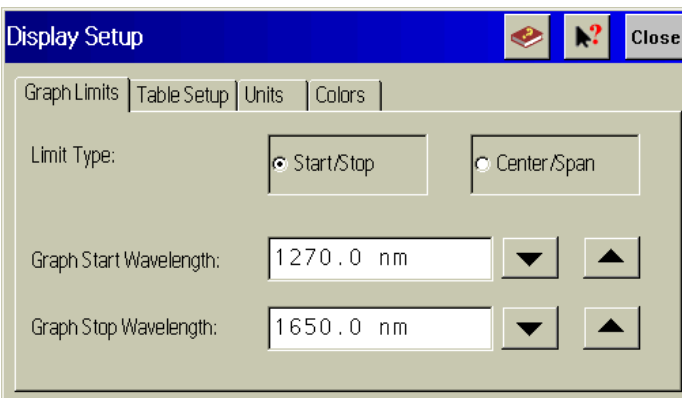 Display Setup ? Close
Graph Limits Table Setup Units Colors
Limit Type: Start/Stop Center/Span
Graph Start Wavelength: 1270.0 nm
Graph Stop Wavelength: 1650.0 nm